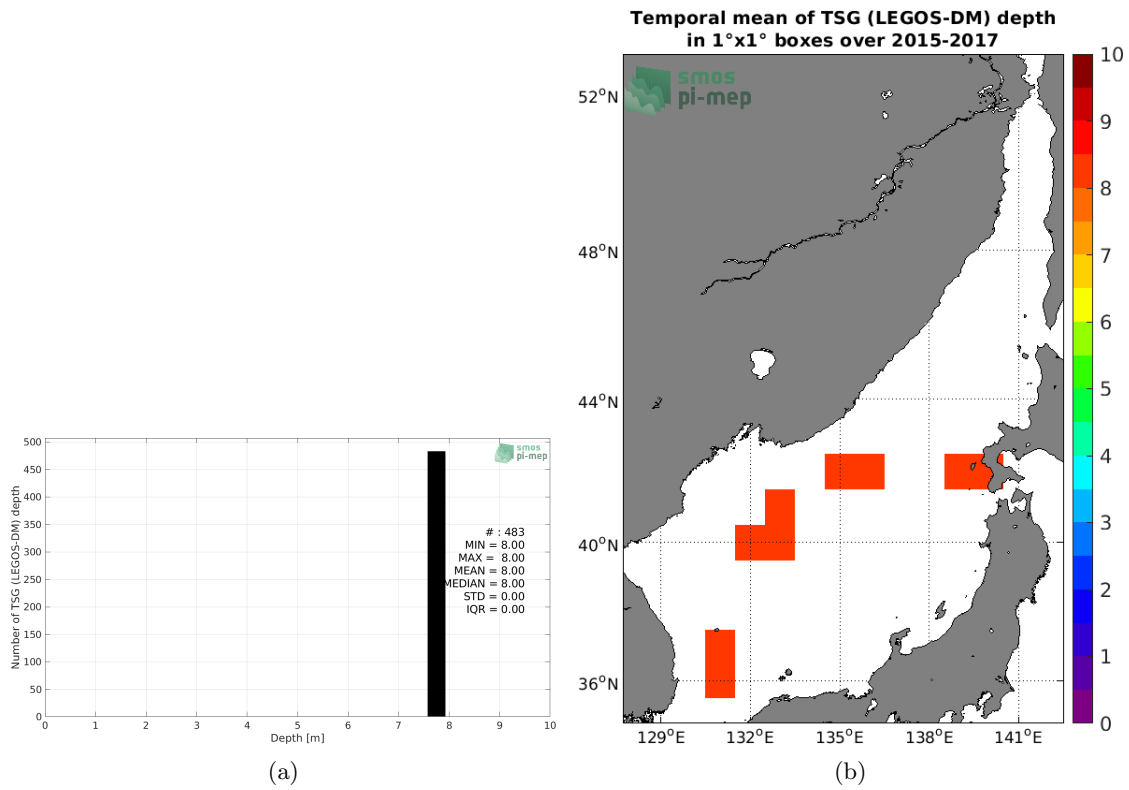 500
450
400
350
300
250
200
150
100
50
0
Number of TSG (LEGOS-DM) depth
smos
pi-mep
# : 483
MIN = 8.00
MAX = 8.00
MEAN = 8.00
MEDIAN = 8.00
STD = 0.00
IQR = 0.00
0 1 2 3 4 5 6 7 8 9 10
Depth [m]
(a)
Temporal mean of TSG (LEGOS-DM) depth
in 1°x1° boxes over 2015-2017
smos
pi-mep
52°N
48°N
44°N
40°N
36°N
129°E 132°E 135°E 138°E 141°E
10
9
8
7
6
5
4
3
2
1
0
(b)